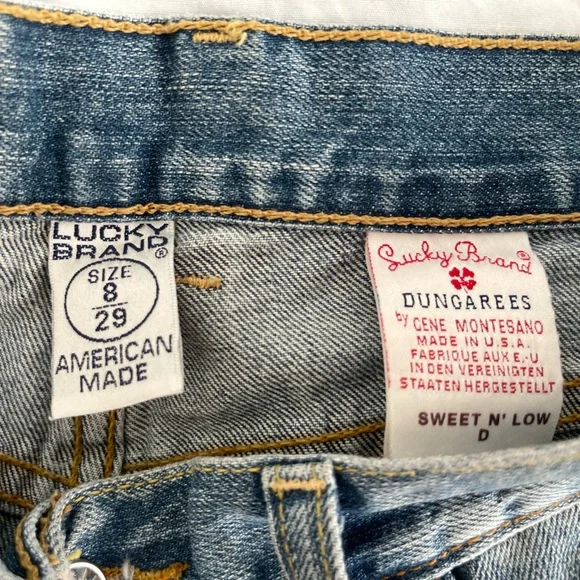 LUCKY
BRAND®
SIZE
8
29
AMERICAN
MADE
Lucky Brand
DUNGAREES
by GENE MONTESANO
MADE IN U.S.A.
FABRIQUE AUX E.-U
IN DEN VEREINIGTEN
STAATEN HERGESTELLT
SWEET N' LOW
D